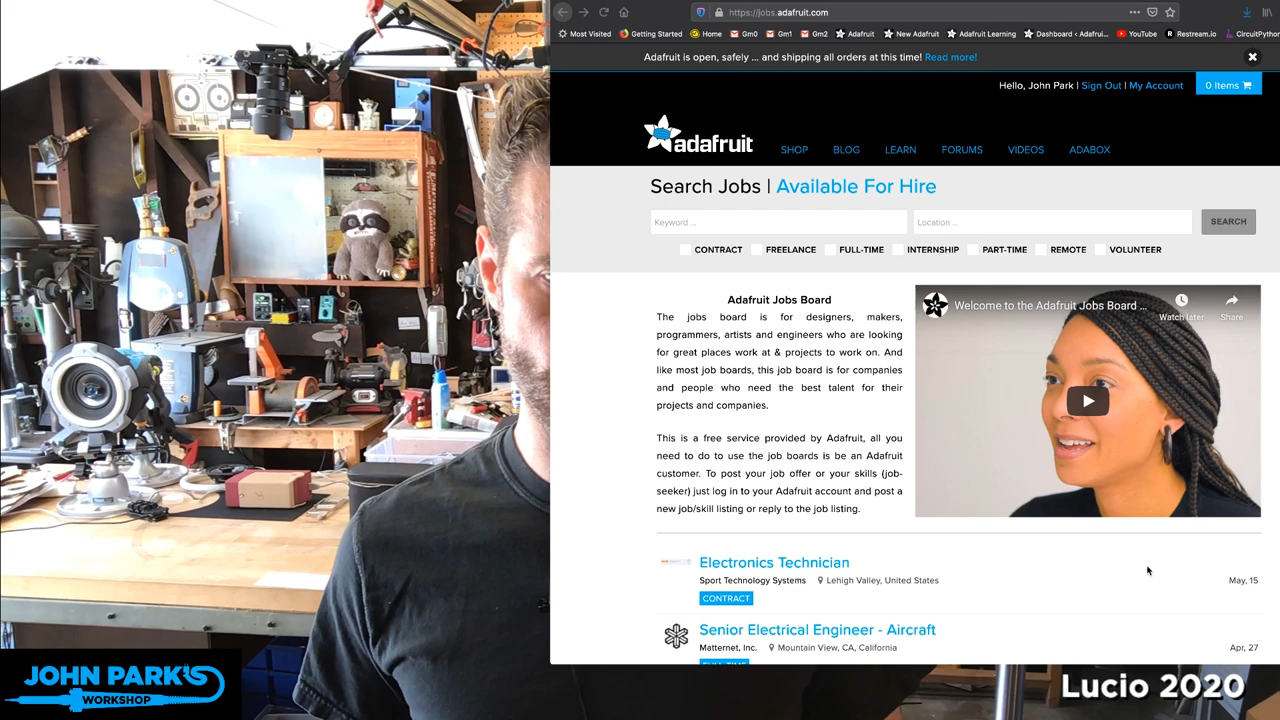 https://jobs.adafruit.com
Most Visited
Getting Started
Home
Gm0
Gm1
Gm2
Adafruit
New Adafruit
Adafruit Learning
Dashboard ‹ Adafrui...
YouTube
Restream.io
CircuitPython
Adafruit is open, safely ... and shipping all orders at this time! Read more!
Hello, John Park | Sign Out | My Account
0 Items
adafruit
SHOP
BLOG
LEARN
FORUMS
VIDEOS
ADABOX
Search Jobs | Available For Hire
Keyword ...
Location ...
SEARCH
CONTRACT
FREELANCE
FULL-TIME
INTERNSHIP
PART-TIME
REMOTE
VOLUNTEER
Adafruit Jobs Board
The jobs board is for designers, makers,
programmers, artists and engineers who are looking
for great places work at & projects to work on. And
like most job boards, this job board is for companies
and people who need the best talent for their
projects and companies.
This is a free service provided by Adafruit, all you
need to do to use the job boards is be an Adafruit
customer. To post your job offer or your skills (job-
seeker) just log in to your Adafruit account and post a
new job/skill listing or reply to the job listing.
Welcome to the Adafruit Jobs Board ...
Watch later
Share
Electronics Technician
Sport Technology Systems
Lehigh Valley, United States
May, 15
CONTRACT
Senior Electrical Engineer - Aircraft
Matternet, Inc.
Mountain View, CA, California
Apr, 27
FULL-TIME
JOHN PARK'S
WORKSHOP
Lucio 2020